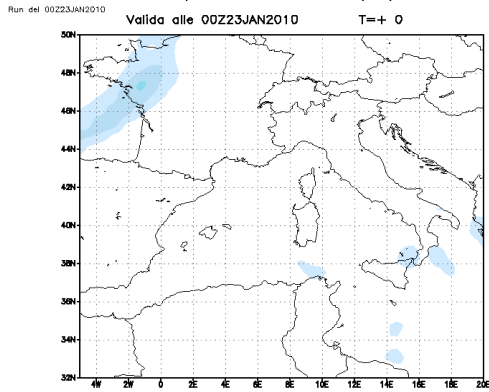 Run del 00Z23JAN2010
Valida alle 00Z23JAN2010 T=+ 0
50N
48N
46N
44N
42N
40N
38N
36N
34N
32N
4W 2W 0 2E 4E 6E 8E 10E 12E 14E 16E 18E 20E